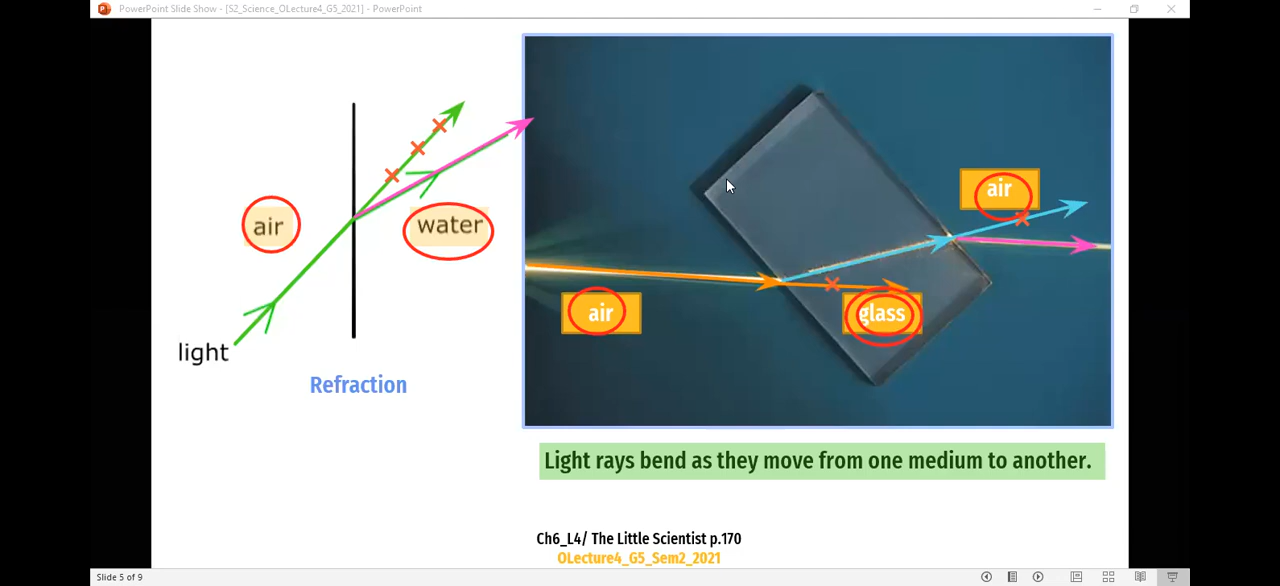 PowerPoint Slide Show - [S2_Science_OLecture4_G5_2021] - PowerPoint
air
water
light
Refraction
air
glass
air
Light rays bend as they move from one medium to another.
Ch6_L4/ The Little Scientist p.170
OLecture4_G5_Sem2_2021
Slide 5 of 9